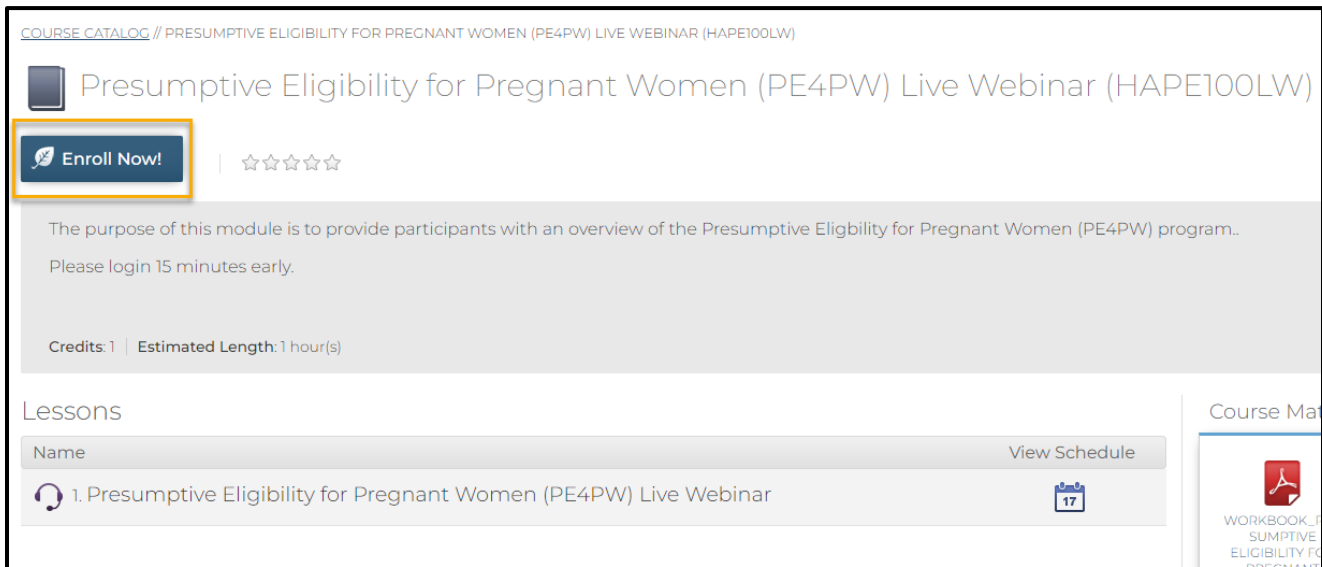 COURSE CATALOG // PRESUMPTIVE ELIGIBILITY FOR PREGNANT WOMEN (PE4PW) LIVE WEBINAR (HAPE100LW)
Presumptive Eligibility for Pregnant Women (PE4PW) Live Webinar (HAPE100LW)
Enroll Now!
The purpose of this module is to provide participants with an overview of the Presumptive Eligbility for Pregnant Women (PE4PW) program..
Please login 15 minutes early.
Credits: 1 | Estimated Length: 1 hour(s)
Lessons
Name View Schedule
1. Presumptive Eligibility for Pregnant Women (PE4PW) Live Webinar
17
Course Mat
WORKBOOK_P
SUMPTIVE
ELIGIBILITY FO